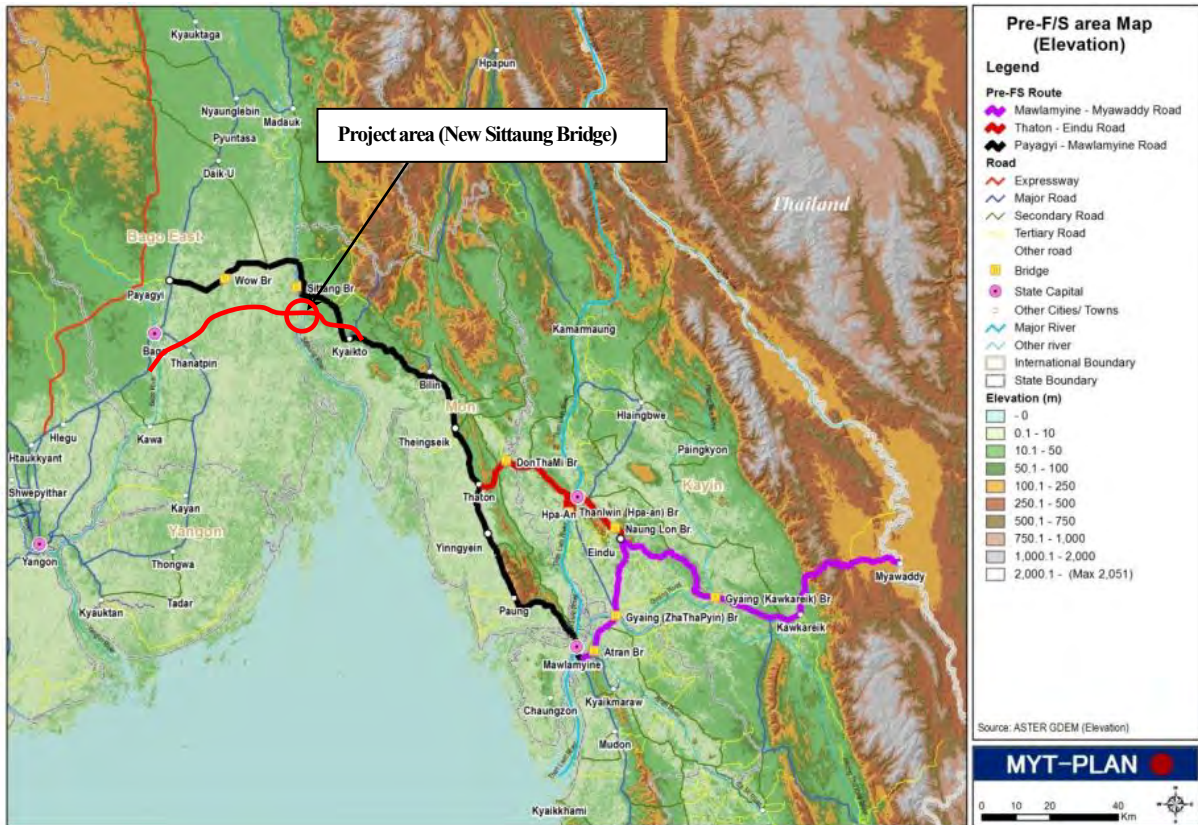 Kyauktaga
Hpapun
Nyaunglebin
Madauk
Pyuntasa
Project area (New Sittaung Bridge)
Daik-U
Thailand
Bago East
Wow Br
Sittang Br
Payagyi
Kamarmaung
Bago
Thanatpin
Kyaikto
Bilin
Mon
Hlaingbwe
Hlegu
Kawa
Theingseik
Paingkyon
Htaukkyant
DonThaMi Br
Kayin
Shwepyithar
Thaton
Kayan
Hpa-An
Thanlwin (Hpa-an) Br
Yangon
Naung Lon Br
Yinngyein
Eindu
Yangon
Thongwa
Myawaddy
Kyauktan
Tadar
Paung
Gyaing (Kawkareik) Br
Gyaing (ZhaThaPyin) Br
Kawkareik
Atran Br
Mawlamyine
Kyaikmaraw
Chaungzon
Mudon
Kyaikkhami
Pre-F/S area Map
(Elevation)
Legend
Pre-FS Route
Mawlamyine - Myawaddy Road
Thaton - Eindu Road
Payagyi - Mawlamyine Road
Road
Expressway
Major Road
Secondary Road
Tertiary Road
Other road
Bridge
State Capital
Other Cities/ Towns
Major River
Other river
International Boundary
State Boundary
Elevation (m)
- 0
0.1 - 10
10.1 - 50
50.1 - 100
100.1 - 250
250.1 - 500
500.1 - 750
750.1 - 1,000
1,000.1 - 2,000
2,000.1 - (Max 2,051)
Source: ASTER GDEM (Elevation)
MYT-PLAN
0 10 20 40
Km